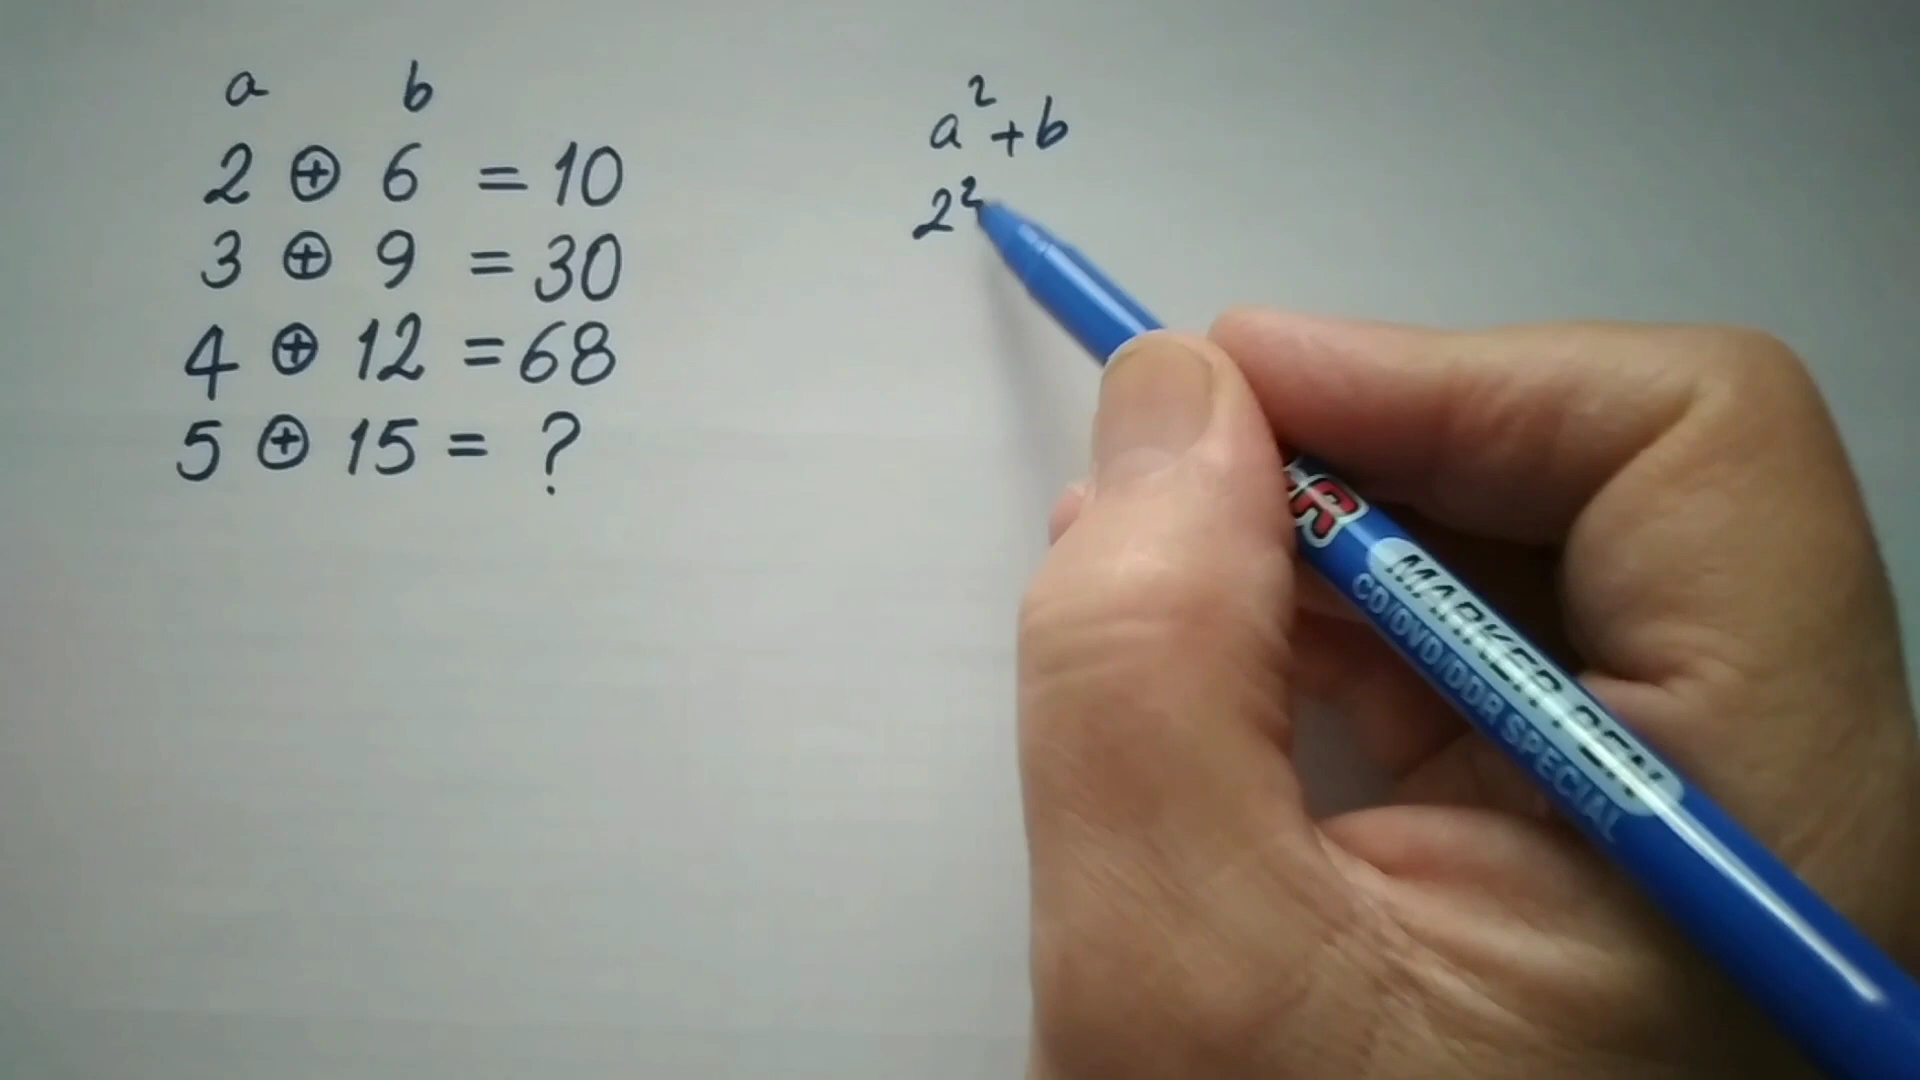 a b
2 ⊕ 6 = 10
3 ⊕ 9 = 30
4 ⊕ 12 = 68
5 ⊕ 15 = ?
a² + b
2²
MARKER PEN
CD/DVD/DDR SPECIAL